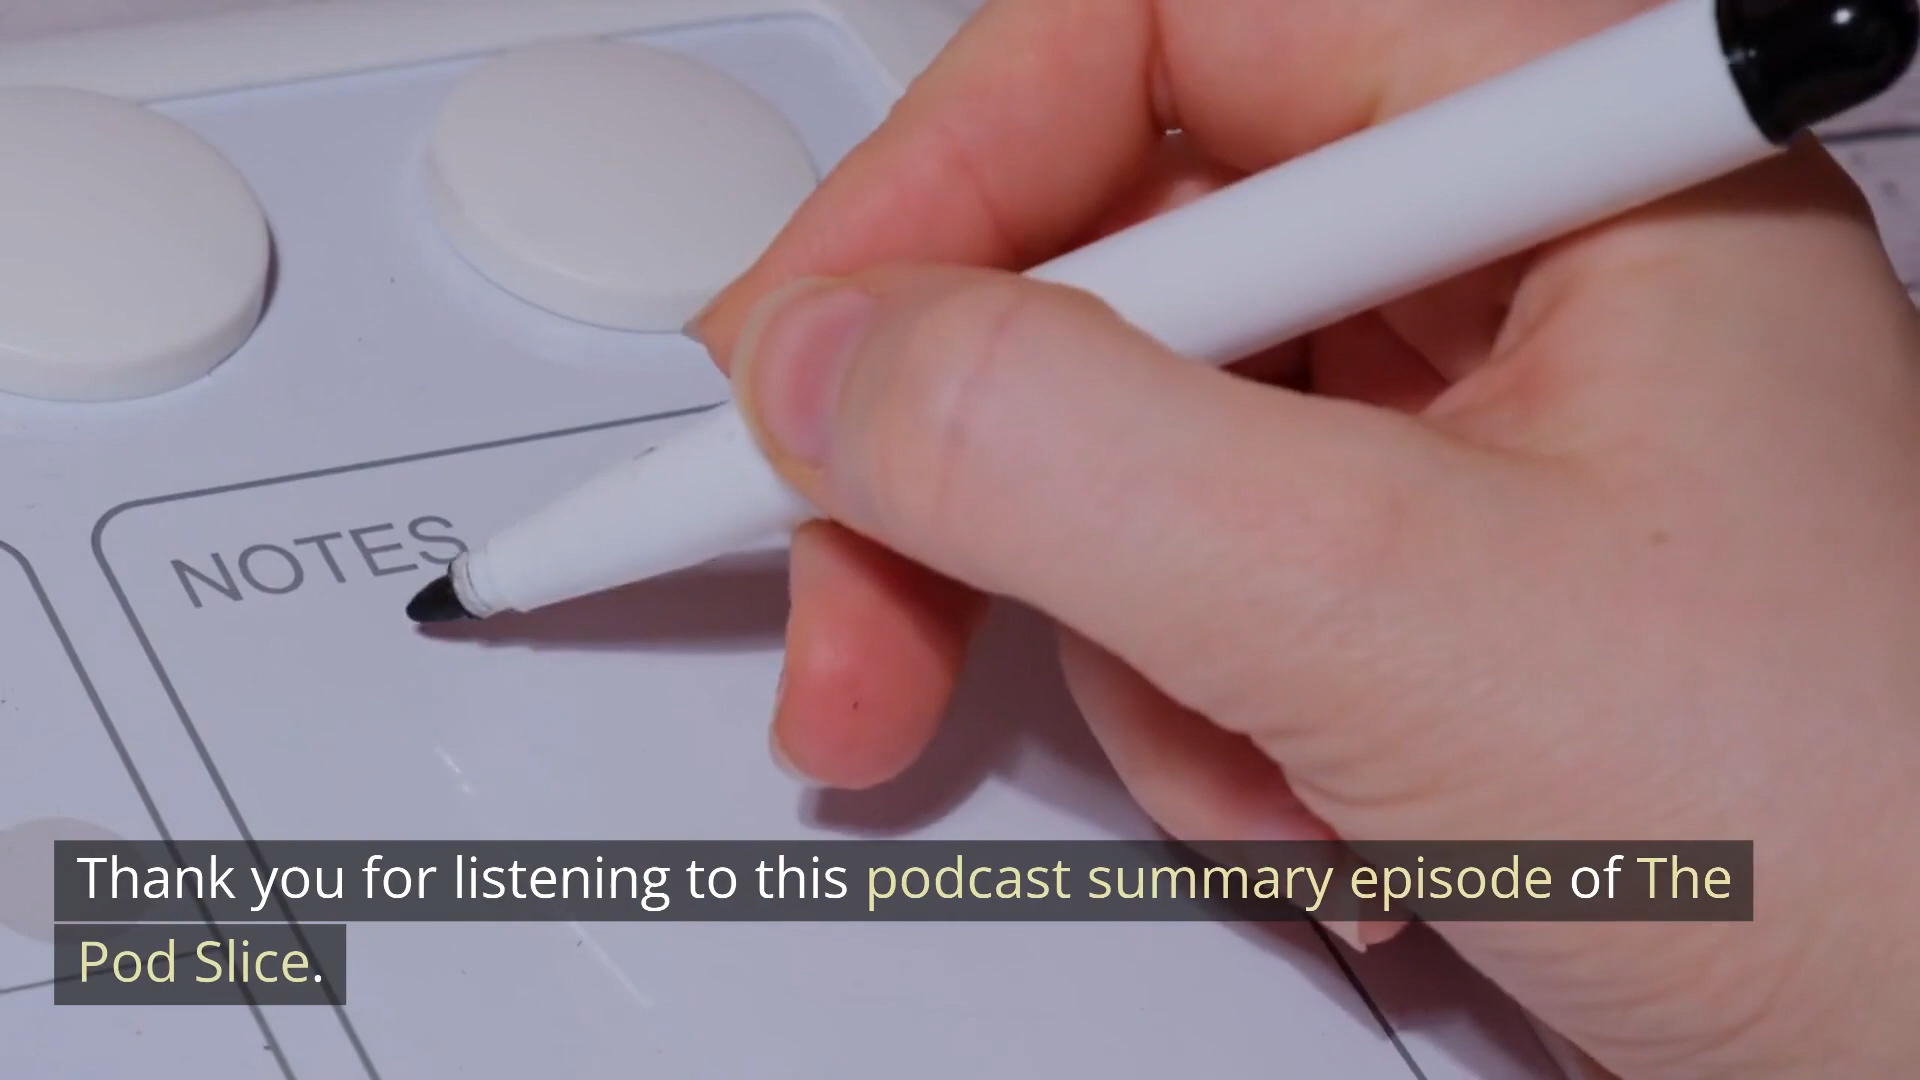 NOTES
Thank you for listening to this podcast summary episode of The
Pod Slice.